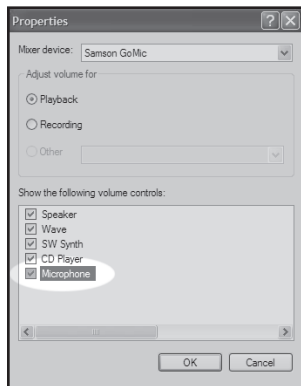 Properties
Mixer device: Samson GoMic
Adjust volume for
Playback
Recording
Other
Show the following volume controls:
Speaker
Wave
SW Synth
CD Player
Microphone
OK Cancel